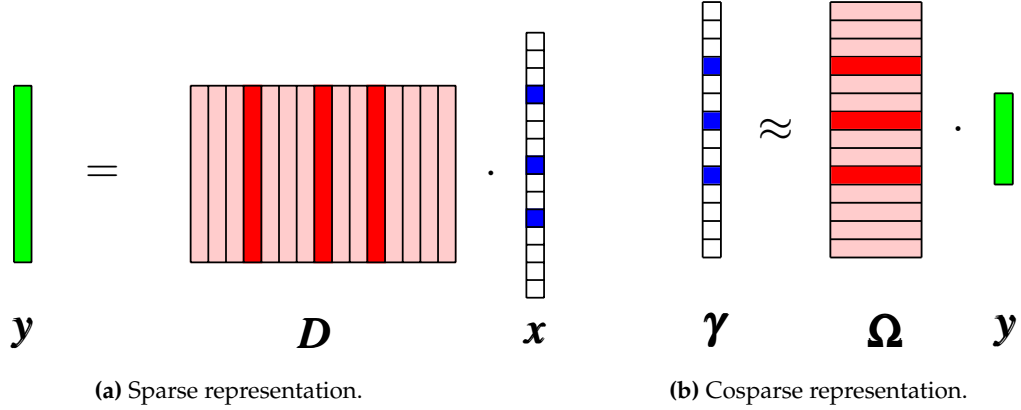 y = D · x
γ ≈ Ω · y
(a) Sparse representation.
(b) Cosparse representation.